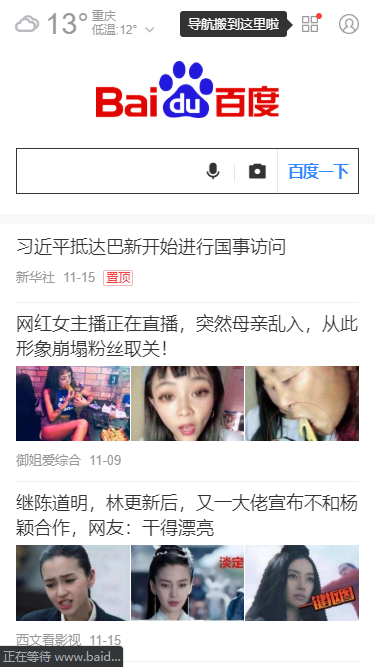 13° 重庆
低温:12°
导航搬到这里啦
Bai du 百度
百度一下
习近平抵达巴新开始进行国事访问
新华社 11-15 置顶
网红女主播正在直播，突然母亲乱入，从此
形象崩塌粉丝取关！
御姐爱综合 11-09
继陈道明，林更新后，又一大佬宣布不和杨
颖合作，网友：干得漂亮
淡定
一键抠图
西文看影视 11-15
正在等待 www.baid...